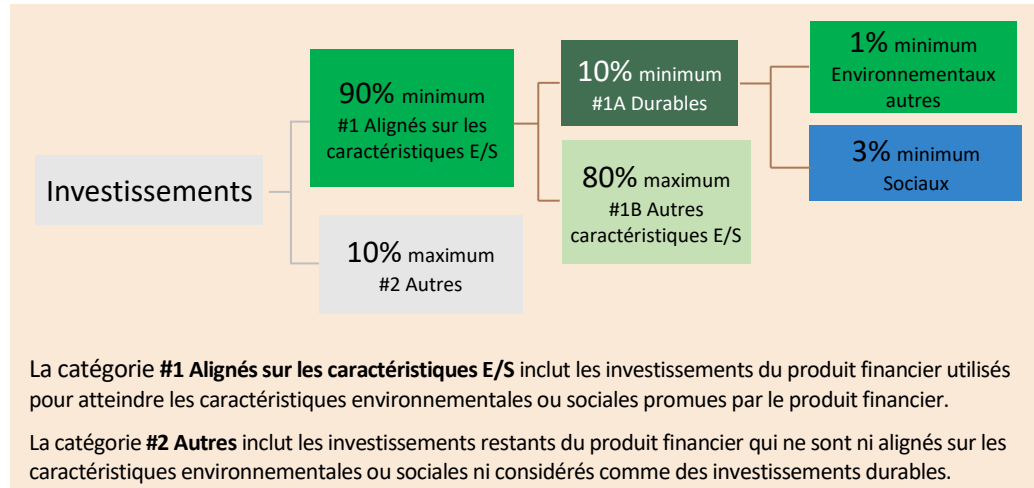 Investissements
90% minimum
#1 Alignés sur les
caractéristiques E/S
10% maximum
#2 Autres
10% minimum
#1A Durables
80% maximum
#1B Autres
caractéristiques E/S
1% minimum
Environnementaux
autres
3% minimum
Sociaux
La catégorie #1 Alignés sur les caractéristiques E/S inclut les investissements du produit financier utilisés
pour atteindre les caractéristiques environnementales ou sociales promues par le produit financier.
La catégorie #2 Autres inclut les investissements restants du produit financier qui ne sont ni alignés sur les
caractéristiques environnementales ou sociales ni considérés comme des investissements durables.